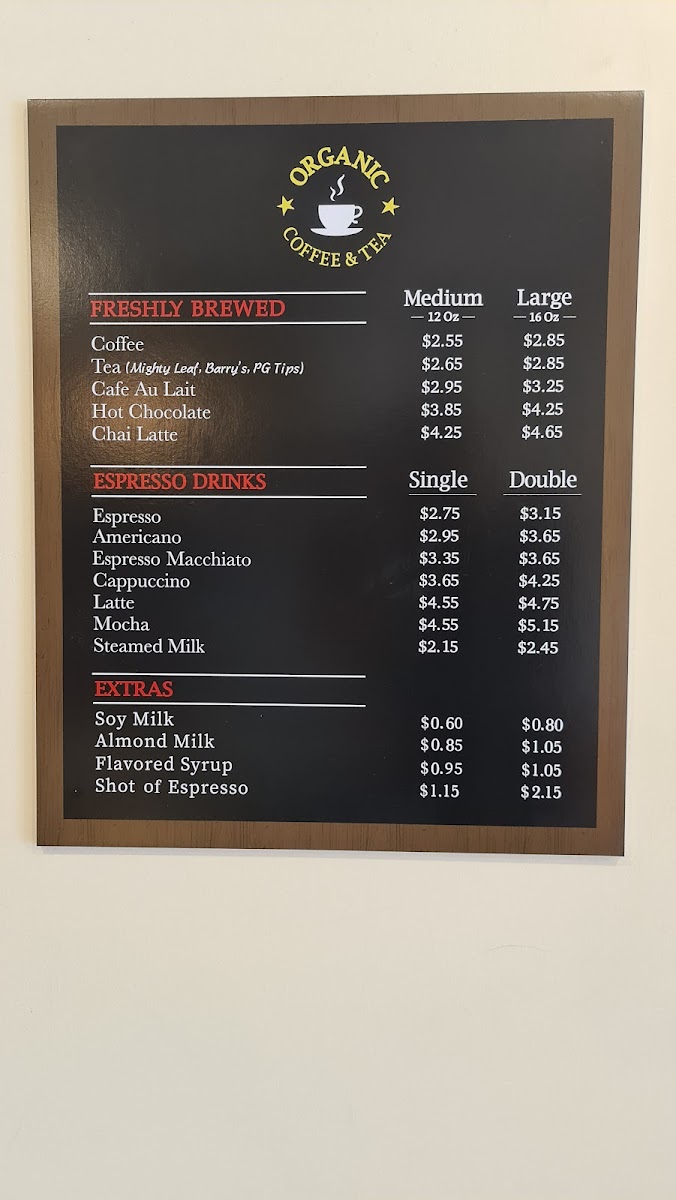 ORGANIC
COFFEE & TEA
FRESHLY BREWED Medium Large
— 12 Oz — — 16 Oz —
Coffee $2.55 $2.85
Tea (Mighty Leaf, Barry's, PG Tips) $2.65 $2.85
Cafe Au Lait $2.95 $3.25
Hot Chocolate $3.85 $4.25
Chai Latte $4.25 $4.65
ESPRESSO DRINKS Single Double
Espresso $2.75 $3.15
Americano $2.95 $3.65
Espresso Macchiato $3.35 $3.65
Cappuccino $3.65 $4.25
Latte $4.55 $4.75
Mocha $4.55 $5.15
Steamed Milk $2.15 $2.45
EXTRAS
Soy Milk $0.60 $0.80
Almond Milk $0.85 $1.05
Flavored Syrup $0.95 $1.05
Shot of Espresso $1.15 $2.15